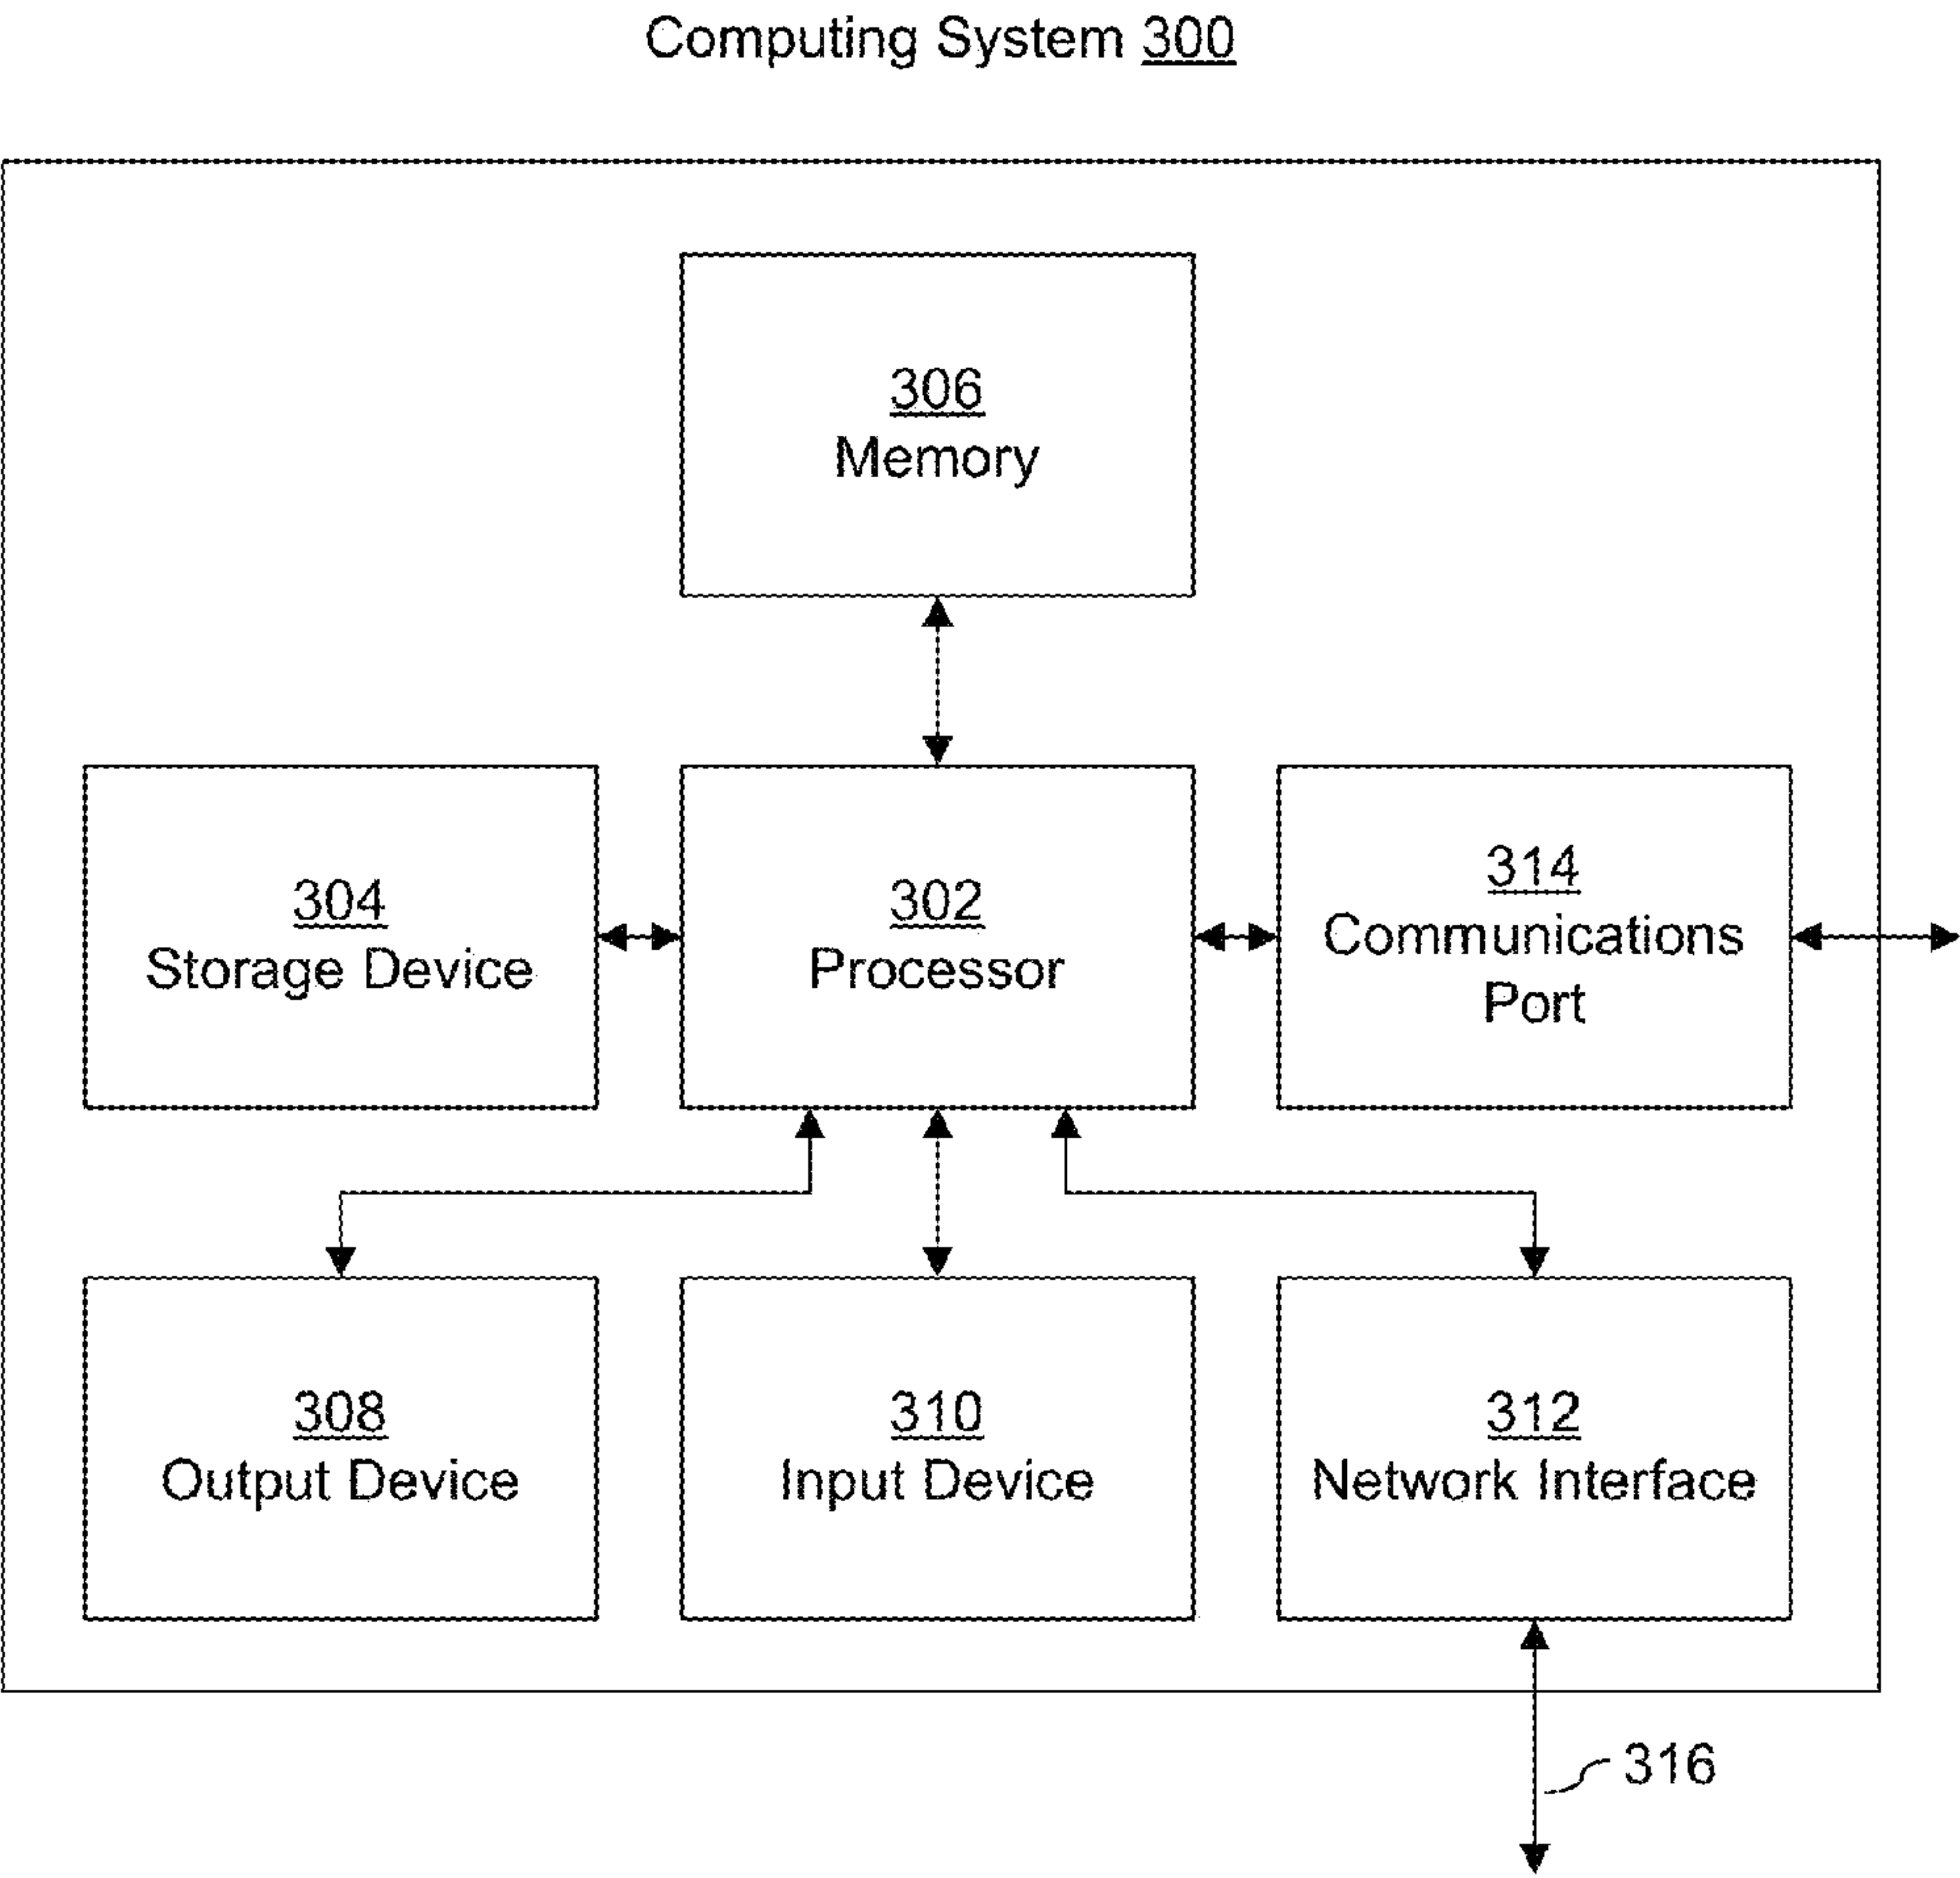 Computing System 300
306
Memory
304
Storage Device
302
Processor
314
Communications
Port
308
Output Device
310
Input Device
312
Network Interface
316